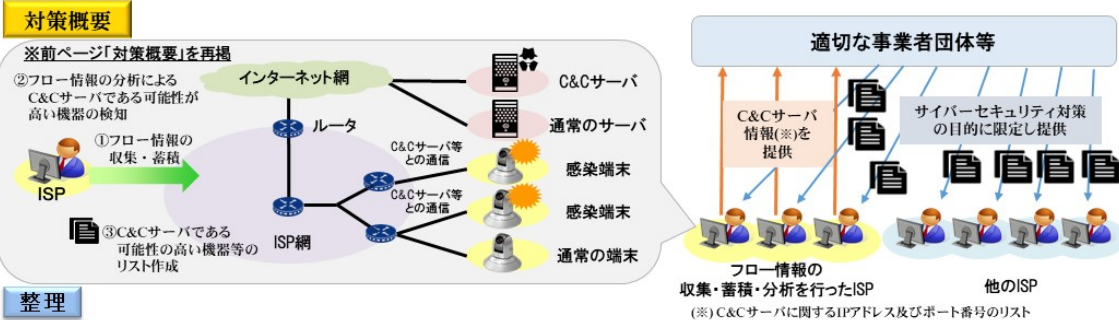 対策概要
※前ページ「対策概要」を再掲
②フロー情報の分析による
C&Cサーバである可能性が
高い機器の検知
①フロー情報の
収集・蓄積
ISP
③C&Cサーバである
可能性の高い機器等の
リスト作成
インターネット網
ルータ
ISP網
C&Cサーバ等
との通信
C&Cサーバ等
との通信
C&Cサーバ
通常のサーバ
感染端末
感染端末
通常の端末
適切な事業者団体等
C&Cサーバ
情報(※)を
提供
サイバーセキュリティ対策
の目的に限定し提供
フロー情報の
収集・蓄積・分析を行ったISP
他のISP
(※) C&Cサーバに関するIPアドレス及びポート番号のリスト
整理